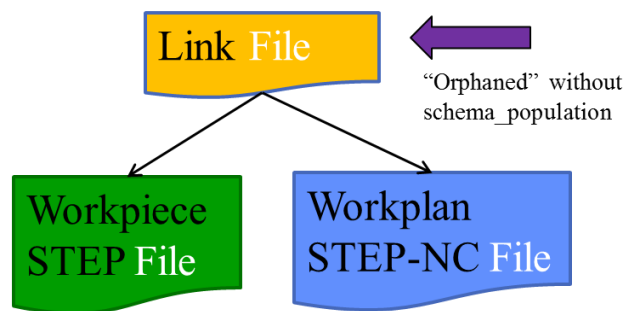 Link File
“Orphaned” without
schema_population
Workpiece
STEP File
Workplan
STEP-NC File